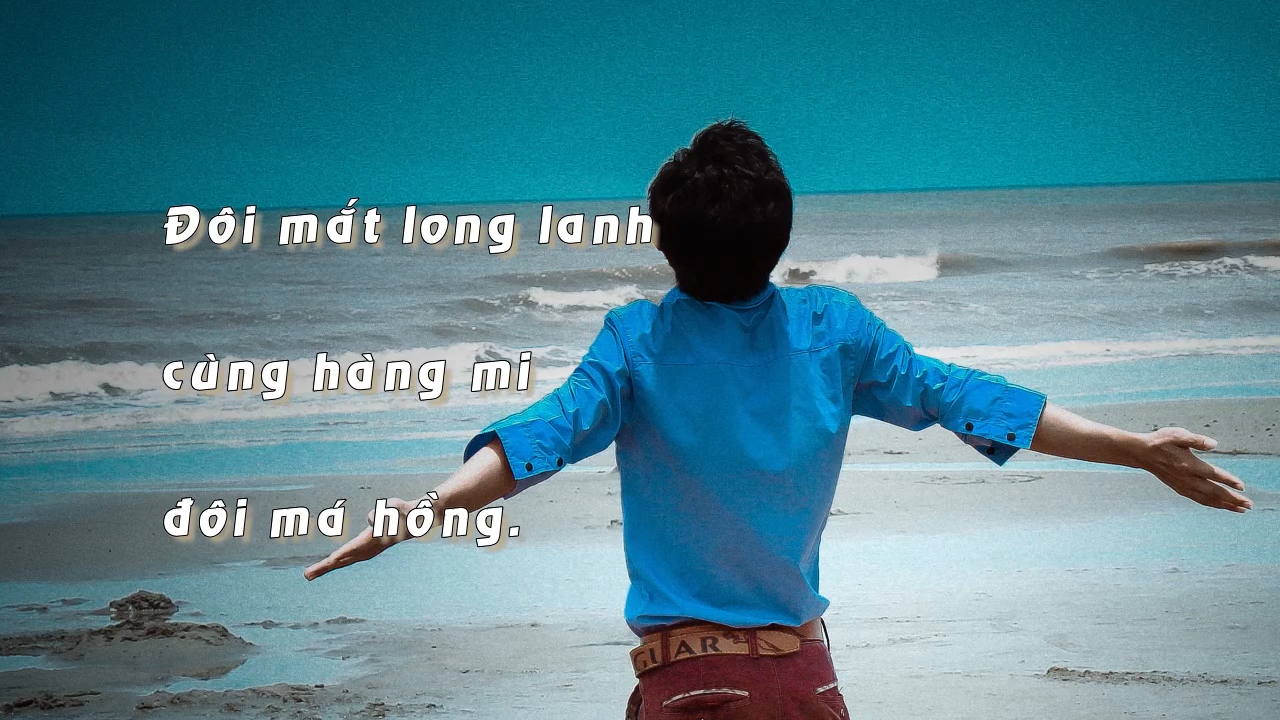 Đôi mắt long lanh
cùng hàng mi
đôi má hồng.